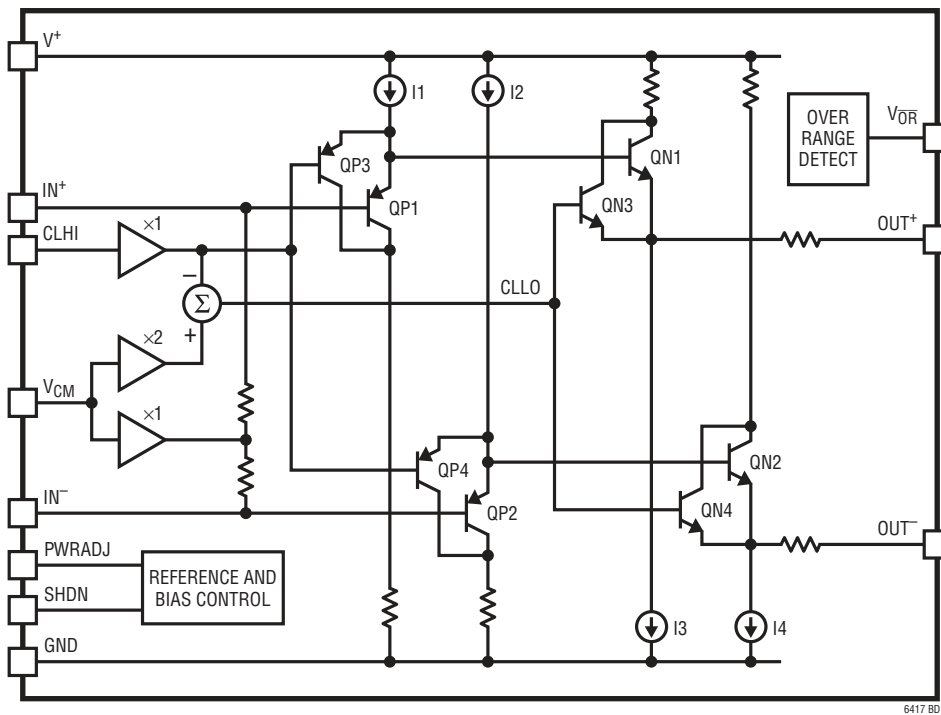 V+
I1
I2
OVER
RANGE
DETECT
VOR
QP3
QN1
IN+
QP1
QN3
CLHI
×1
OUT+
−
Σ
CLLO
+
×2
VCM
×1
QP4
QN2
IN−
QP2
QN4
OUT−
PWRADJ
REFERENCE AND
BIAS CONTROL
SHDN
I3
I4
GND
6417 BD